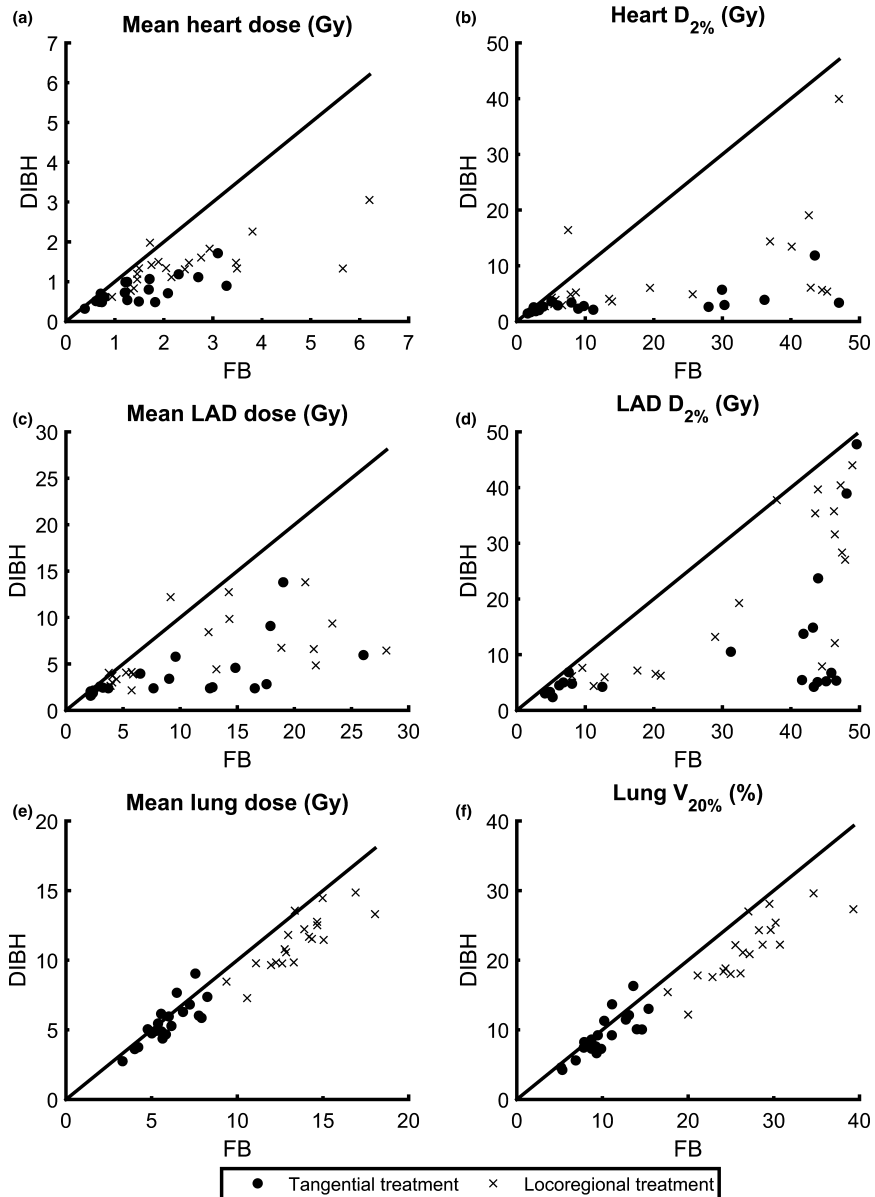 (a) Mean heart dose (Gy)
7
6
5
4
3
2
1
0
DIBH
0 1 2 3 4 5 6 7
FB
(b) Heart D2% (Gy)
50
40
30
20
10
0
DIBH
0 10 20 30 40 50
FB
(c) Mean LAD dose (Gy)
30
25
20
15
10
5
0
DIBH
0 5 10 15 20 25 30
FB
(d) LAD D2% (Gy)
50
40
30
20
10
0
DIBH
0 10 20 30 40 50
FB
(e) Mean lung dose (Gy)
20
15
10
5
0
DIBH
0 5 10 15 20
FB
(f) Lung V20% (%)
40
30
20
10
0
DIBH
0 10 20 30 40
FB
Tangential treatment Locoregional treatment